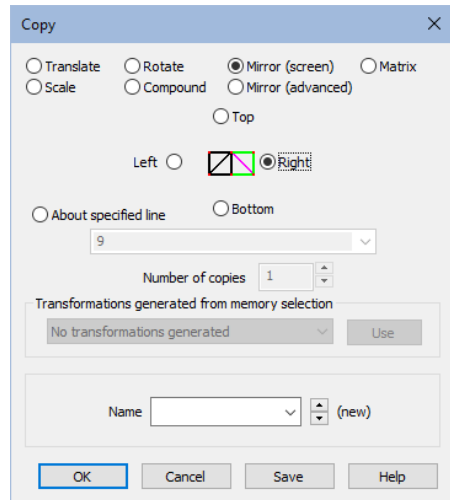 Copy
Translate Rotate Mirror (screen) Matrix
Scale Compound Mirror (advanced)
Top
Left Right
About specified line Bottom
9
Number of copies 1
Transformations generated from memory selection
No transformations generated Use
Name (new)
OK Cancel Save Help